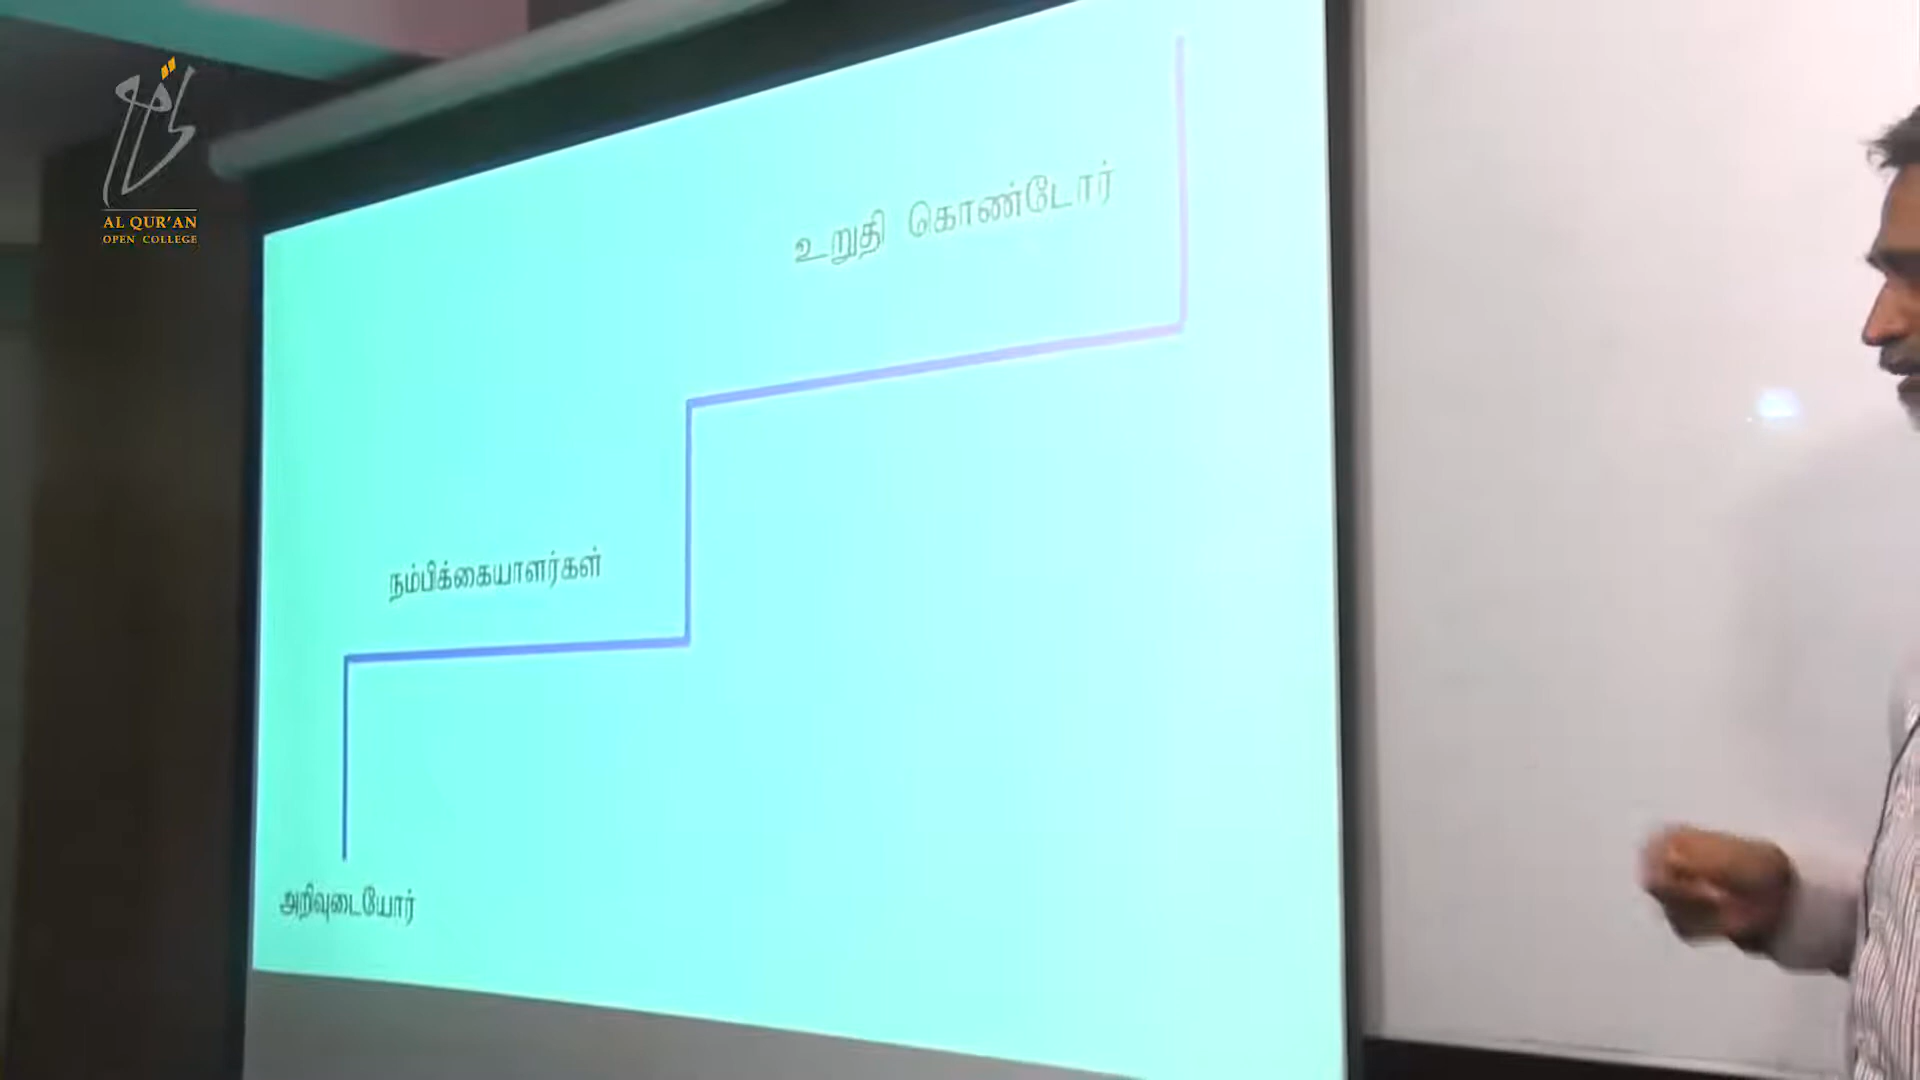 AL QUR'AN
OPEN COLLEGE
உறுதி கொண்டோர்
நம்பிக்கையாளர்கள்
அறிவுடையோர்